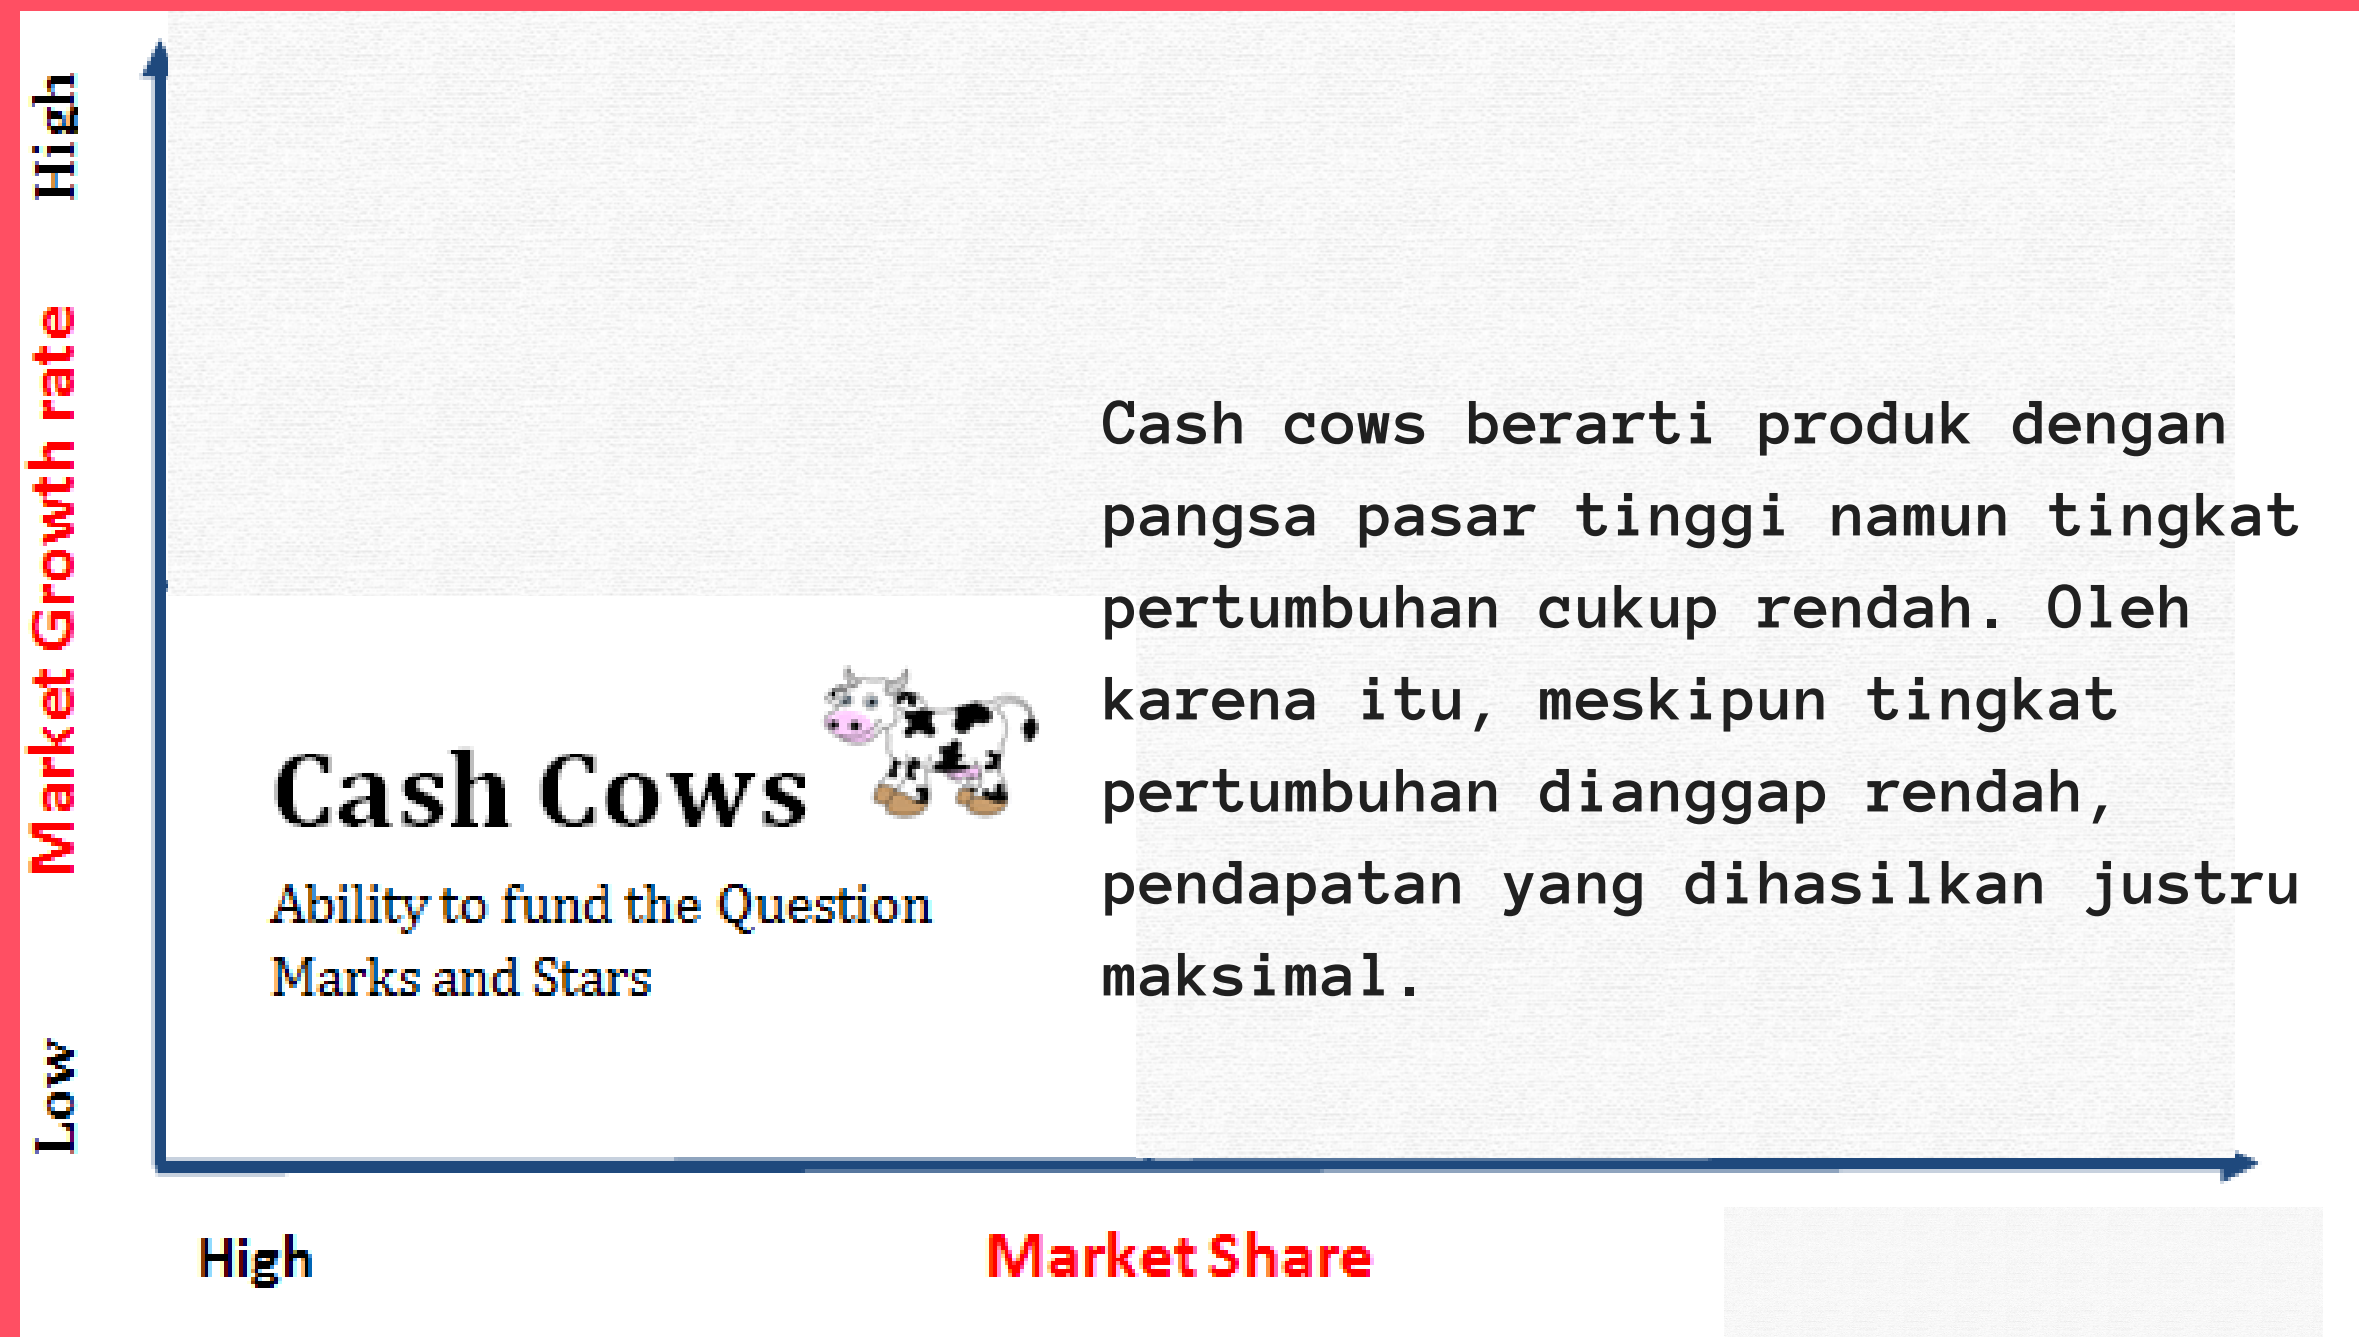 High
Market Growth rate
Low
Cash Cows
Ability to fund the Question
Marks and Stars
Cash cows berarti produk dengan
pangsa pasar tinggi namun tingkat
pertumbuhan cukup rendah. Oleh
karena itu, meskipun tingkat
pertumbuhan dianggap rendah,
pendapatan yang dihasilkan justru
maksimal.
High
Market Share